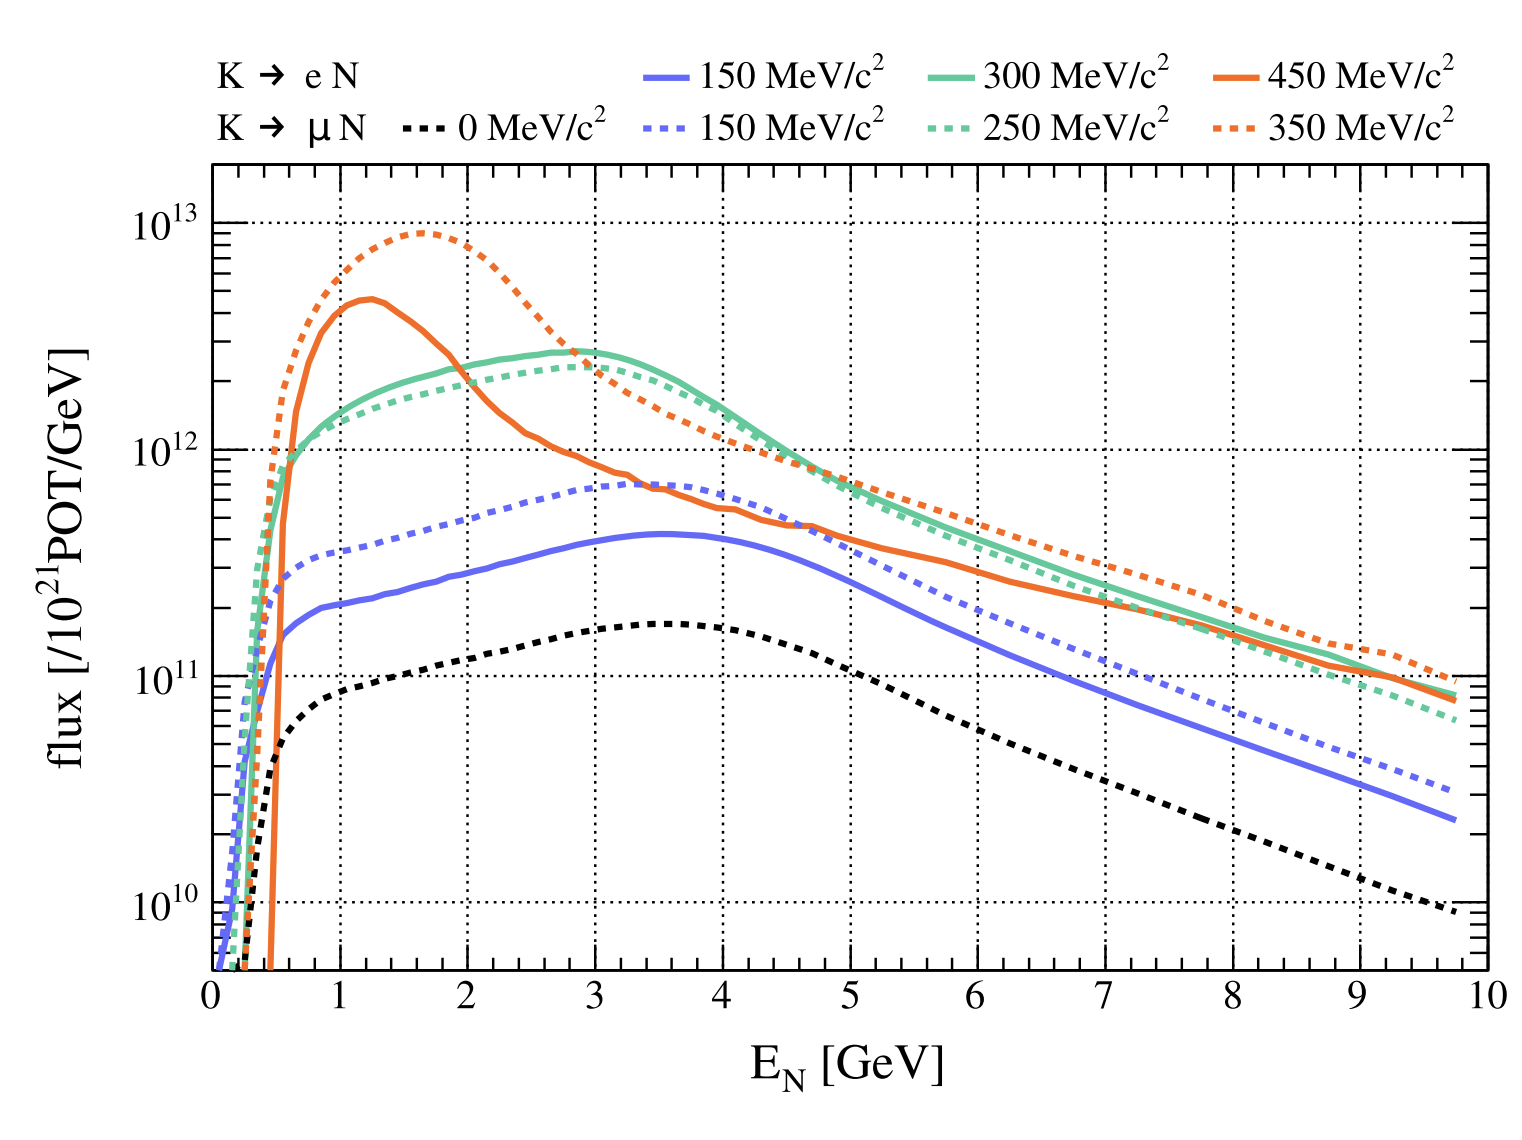 K → e N 150 MeV/c² 300 MeV/c² 450 MeV/c²
K → μ N 0 MeV/c² 150 MeV/c² 250 MeV/c² 350 MeV/c²
10¹³
10¹²
10¹¹
10¹⁰
flux [/10²¹POT/GeV]
0 1 2 3 4 5 6 7 8 9 10
E_N [GeV]